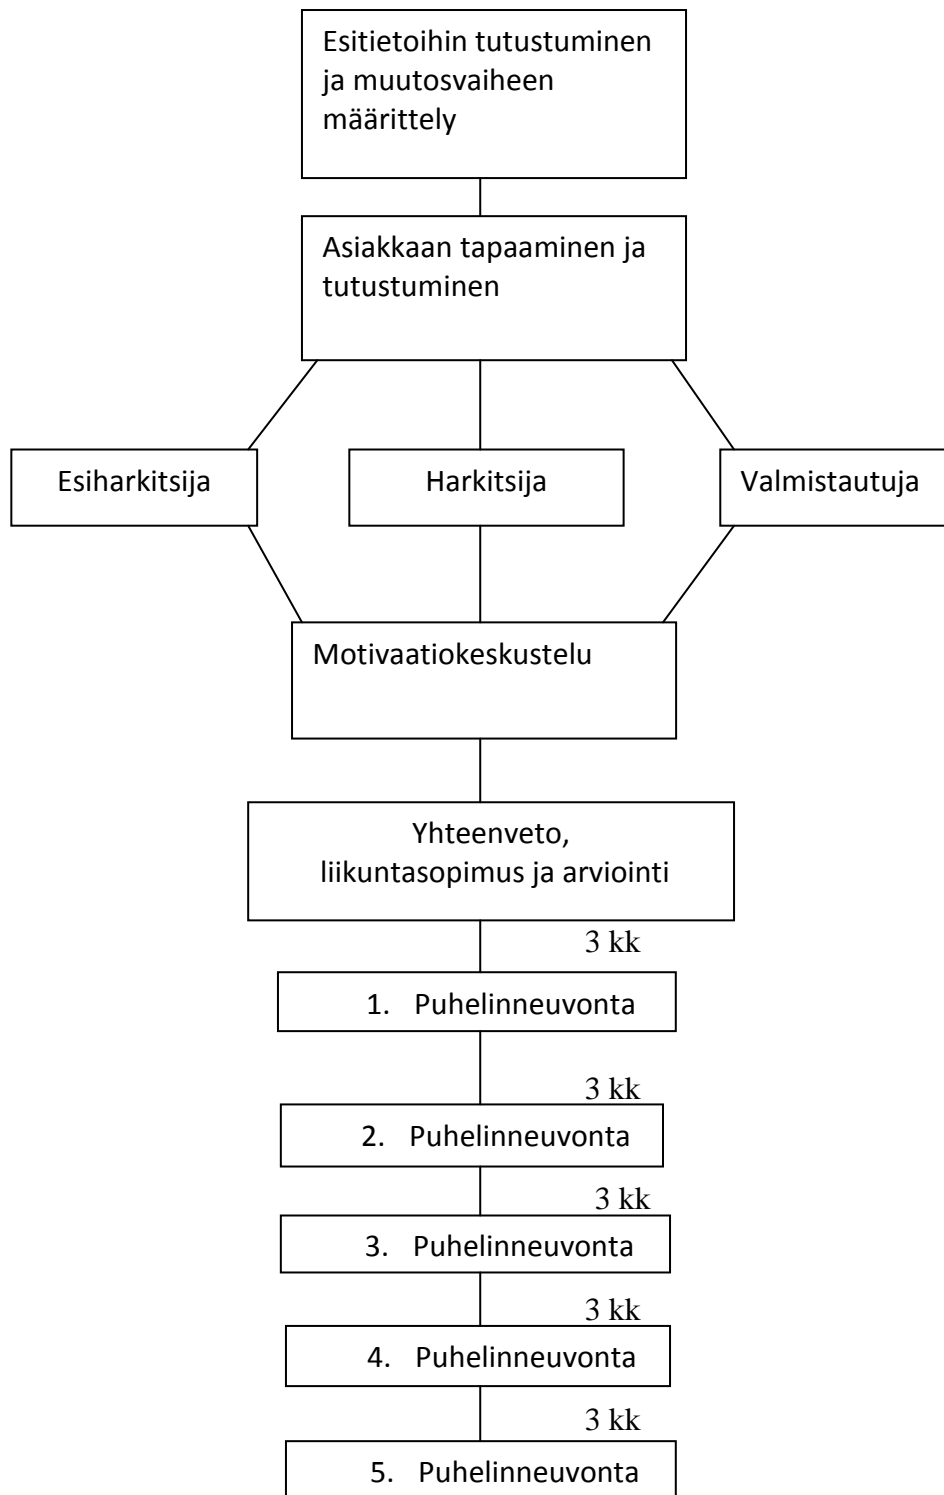 Esitietoihin tutustuminen
ja muutosvaiheen
määrittely
Asiakkaan tapaaminen ja
tutustuminen
Esiharkitsija
Harkitsija
Valmistautuja
Motivaatiokeskustelu
Yhteenveto,
liikuntasopimus ja arviointi
3 kk
1. Puhelinneuvonta
3 kk
2. Puhelinneuvonta
3 kk
3. Puhelinneuvonta
3 kk
4. Puhelinneuvonta
3 kk
5. Puhelinneuvonta